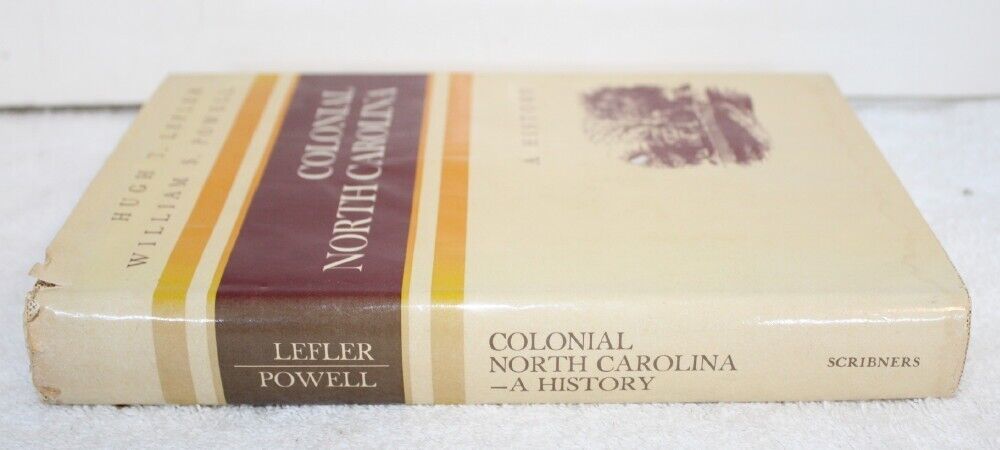 HUGH T. LEFLER
WILLIAM S. POWELL
COLONIAL
NORTH CAROLINA
A HISTORY
LEFLER
POWELL
COLONIAL
NORTH CAROLINA
—A HISTORY
SCRIBNERS